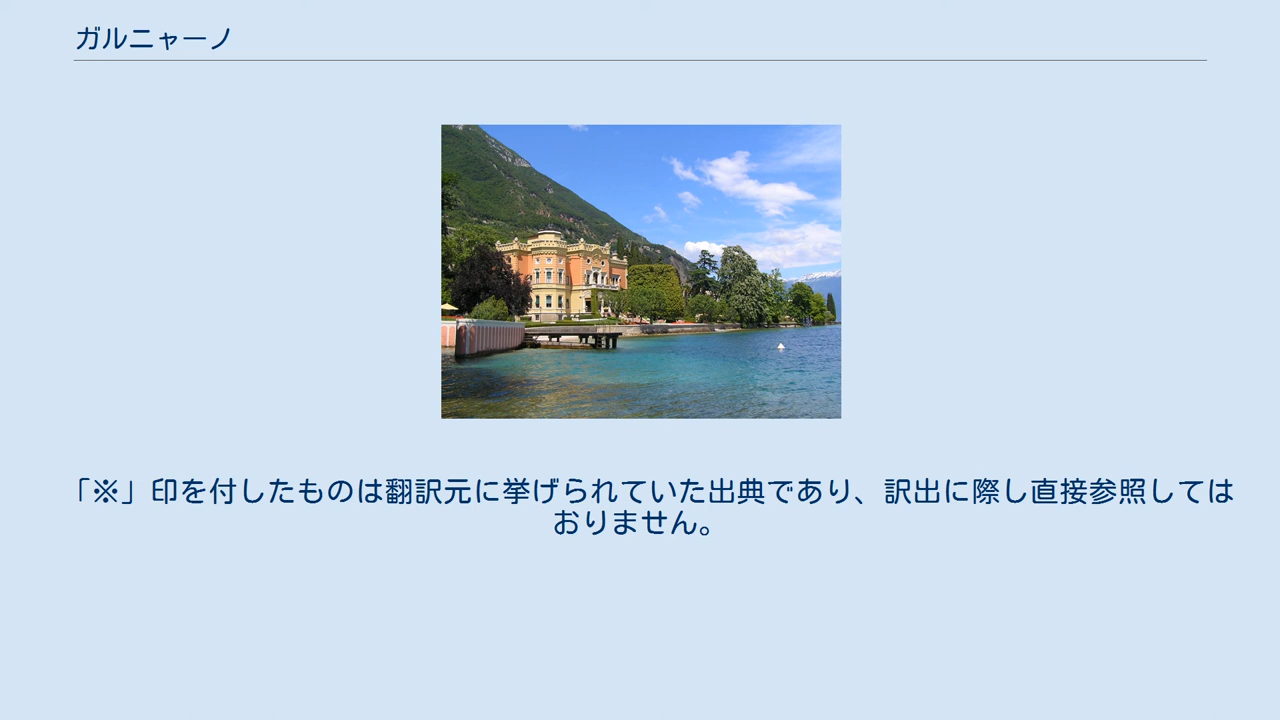 ガルニャーノ
「※」印を付したものは翻訳元に挙げられていた出典であり、訳出に際し直接参照しては
おりません。